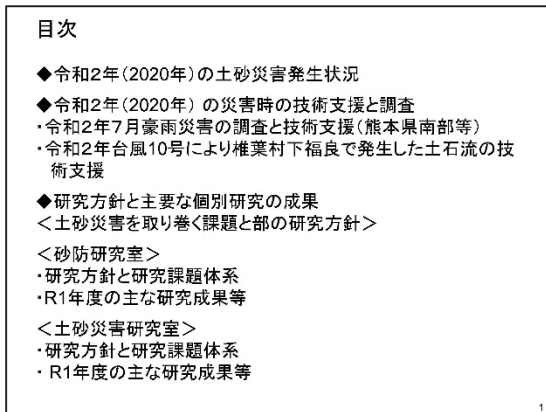 目次
◆令和２年(2020年)の土砂災害発生状況
◆令和２年(2020年) の災害時の技術支援と調査
・令和２年７月豪雨災害の調査と技術支援(熊本県南部等)
・令和２年台風10号により椎葉村下福良で発生した土石流の技
術支援
◆研究方針と主要な個別研究の成果
＜土砂災害を取り巻く課題と部の研究方針＞
＜砂防研究室＞
・研究方針と研究課題体系
・R1年度の主な研究成果等
＜土砂災害研究室＞
・研究方針と研究課題体系
・ R1年度の主な研究成果等
1